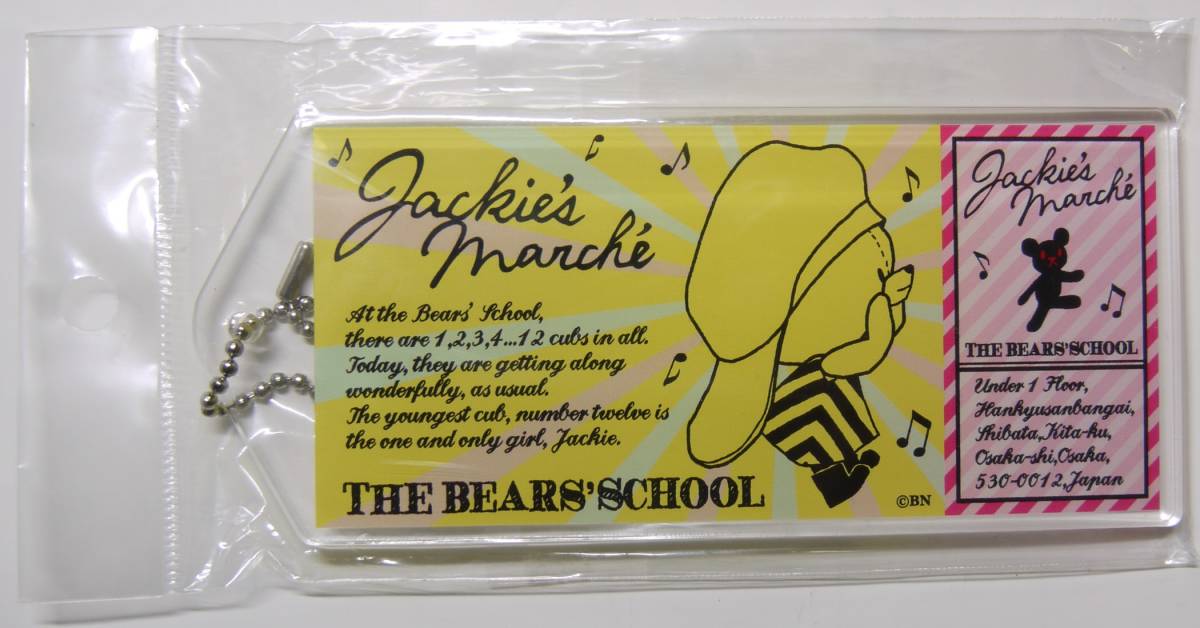 Jackie's
marché
At the Bears' School,
there are 1,2,3,4...12 cubs in all.
Today, they are getting along
wonderfully, as usual.
The youngest cub, number twelve is
the one and only girl, Jackie.
THE BEARS' SCHOOL
©BN
Jackie's
marché
THE BEARS' SCHOOL
Under 1 Floor,
Hankyusanbangai,
Shibata,Kita-ku,
Osaka-shi,Osaka,
530-0012,Japan